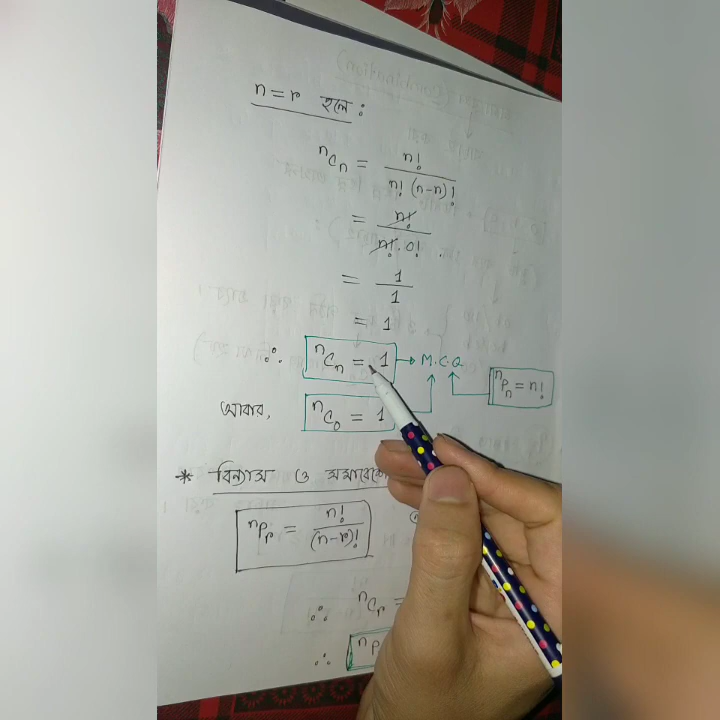 n = r হলে :
ⁿCₙ = n! / n! (n-n)!
= n! / n! · 0!
= 1 / 1
= 1
∴ ⁿCₙ = 1 → M.C.Q
ⁿPₙ = n!
আবার, ⁿC₀ = 1
* বিন্যাস ও
ⁿPᵣ = n! / (n-r)!
∴ ⁿCᵣ =
∴ ⁿP